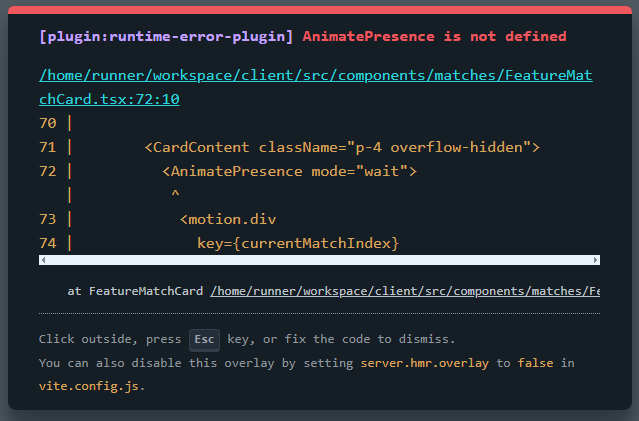 [plugin:runtime-error-plugin] AnimatePresence is not defined
/home/runner/workspace/client/src/components/matches/FeatureMat
chCard.tsx:72:10
70 |
71 |        <CardContent className="p-4 overflow-hidden">
72 |          <AnimatePresence mode="wait">
   |           ^
73 |            <motion.div
74 |              key={currentMatchIndex}
at FeatureMatchCard /home/runner/workspace/client/src/components/matches/Fe
Click outside, press Esc key, or fix the code to dismiss.
You can also disable this overlay by setting server.hmr.overlay to false in
vite.config.js.